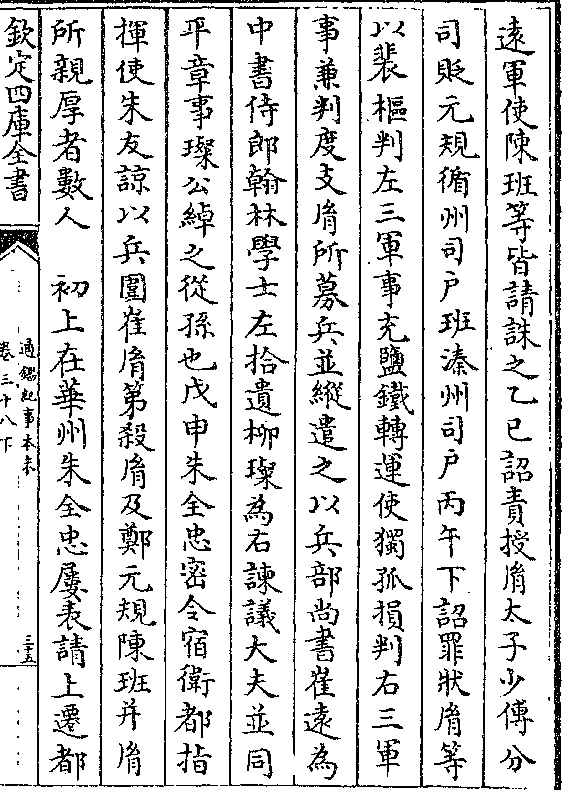 遠軍使陳班等皆請誅之乙巳詔責授𦙍太子少傅分
司貶元規循州司戶班溱州司戶丙午下詔罪狀𦙍等
以裴樞判左三軍事充鹽鐵轉運使獨孤損判右三軍
事兼判度支𦙍所募兵並縱遣之以兵部尚書崔遠為
中書侍郎翰林學士左拾遺柳璨為右諫議大夫並同
平章事璨公綽之從孫也戊申朱全忠密令宿衛都指
揮使朱友諒以兵圍崔𦙍第殺𦙍及鄭元規陳班并𦙍
所親厚者數人　初上在華州朱全忠屢表請上遷都
欽定四庫全書
通鑑紀事本末
卷三十八下
三十五